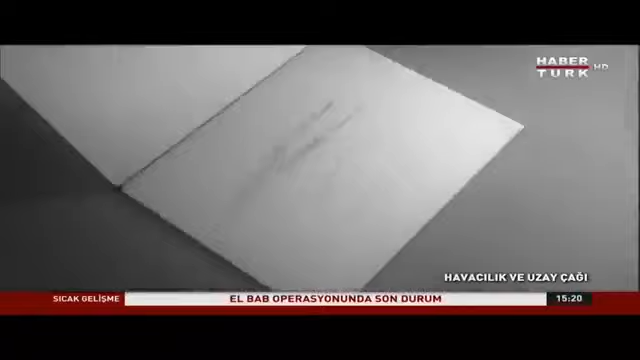 HABER
TÜRK HD
HAVACILIK VE UZAY ÇAĞI
SICAK GELİŞME
EL BAB OPERASYONUNDA SON DURUM
15:20